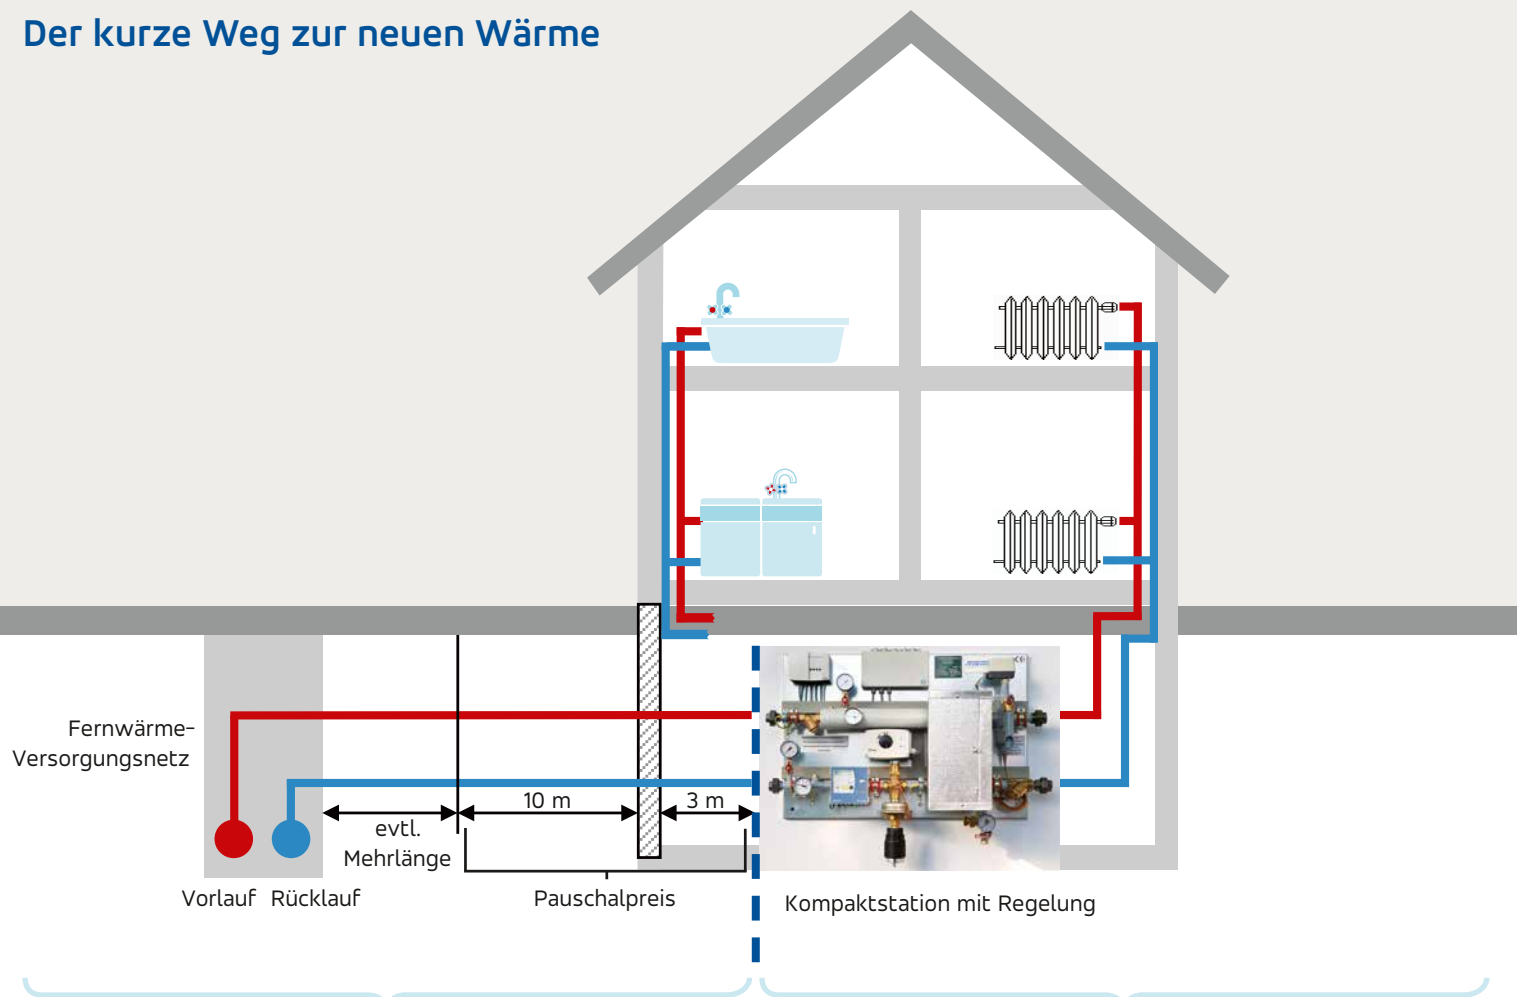 Der kurze Weg zur neuen Wärme
Fernwärme-
Versorgungsnetz
10 m
3 m
evtl.
Mehrlänge
Vorlauf
Rücklauf
Pauschalpreis
Kompaktstation mit Regelung